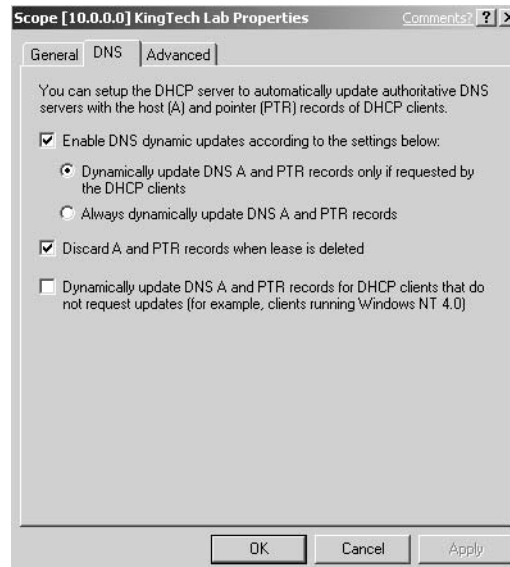 Scope [10.0.0.0] KingTech Lab Properties Comments? ? X
General DNS Advanced
You can setup the DHCP server to automatically update authoritative DNS
servers with the host (A) and pointer (PTR) records of DHCP clients.
Enable DNS dynamic updates according to the settings below:
Dynamically update DNS A and PTR records only if requested by
the DHCP clients
Always dynamically update DNS A and PTR records
Discard A and PTR records when lease is deleted
Dynamically update DNS A and PTR records for DHCP clients that do
not request updates (for example, clients running Windows NT 4.0)
OK Cancel Apply